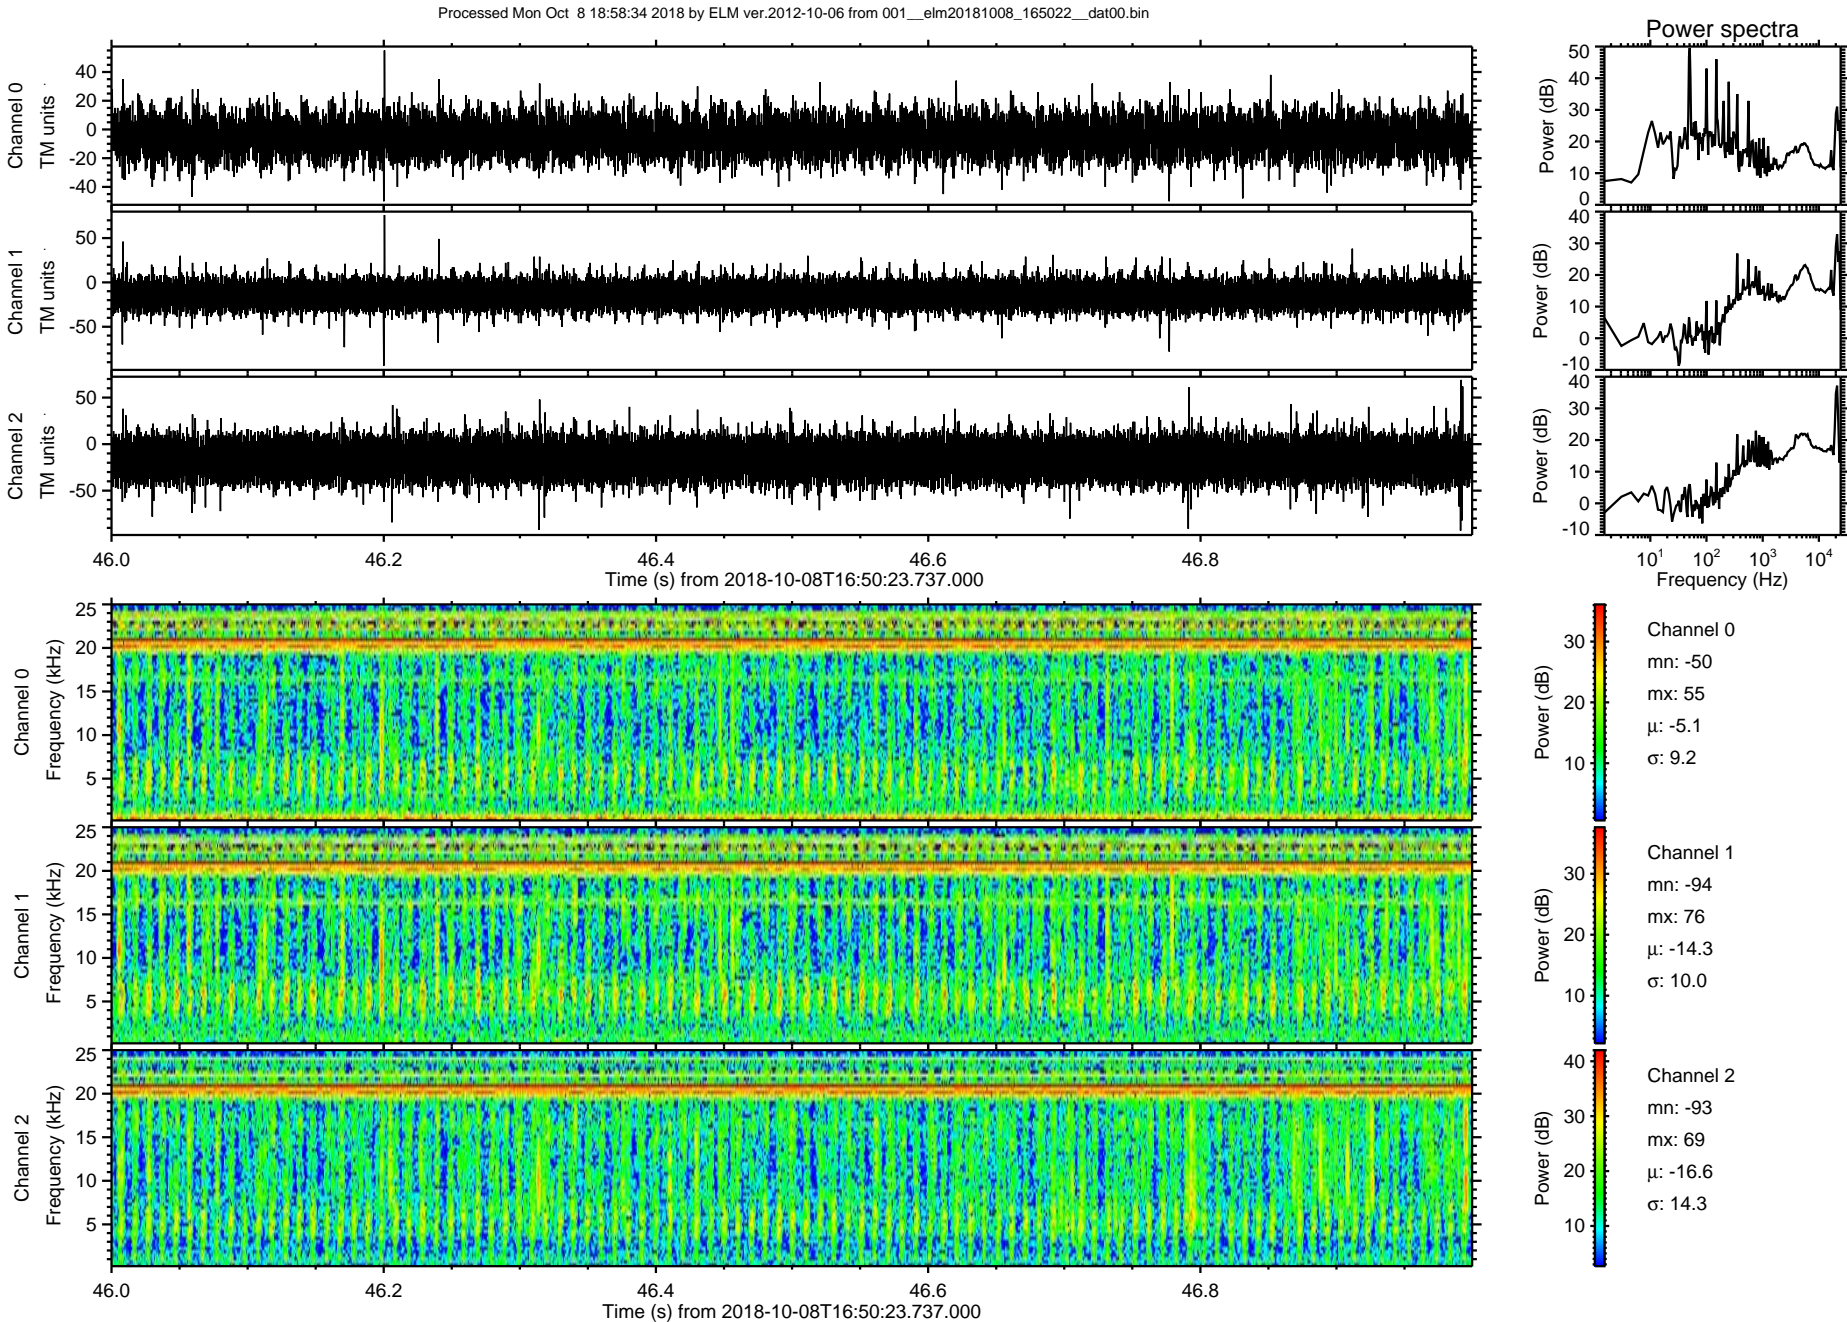 Processed Mon Oct  8 18:58:34 2018 by ELM ver.2012-10-06 from 001__elm20181008_165022__dat00.bin
Power spectra
Channel 0
TM units
40
20
0
-20
-40
Power (dB)
50
40
30
20
10
0
Channel 1
TM units
50
0
-50
Power (dB)
40
30
20
10
0
-10
Channel 2
TM units
50
0
-50
Power (dB)
40
30
20
10
0
-10
46.0 46.2 46.4 46.6 46.8
Time (s) from 2018-10-08T16:50:23.737.000
10¹ 10² 10³ 10⁴
Frequency (Hz)
Channel 0
Frequency (kHz)
25
20
15
10
5
Power (dB)
30
20
10
Channel 0
mn: -50
mx: 55
μ: -5.1
σ: 9.2
Channel 1
Frequency (kHz)
25
20
15
10
5
Power (dB)
30
20
10
Channel 1
mn: -94
mx: 76
μ: -14.3
σ: 10.0
Channel 2
Frequency (kHz)
25
20
15
10
5
Power (dB)
40
30
20
10
Channel 2
mn: -93
mx: 69
μ: -16.6
σ: 14.3
46.0 46.2 46.4 46.6 46.8
Time (s) from 2018-10-08T16:50:23.737.000